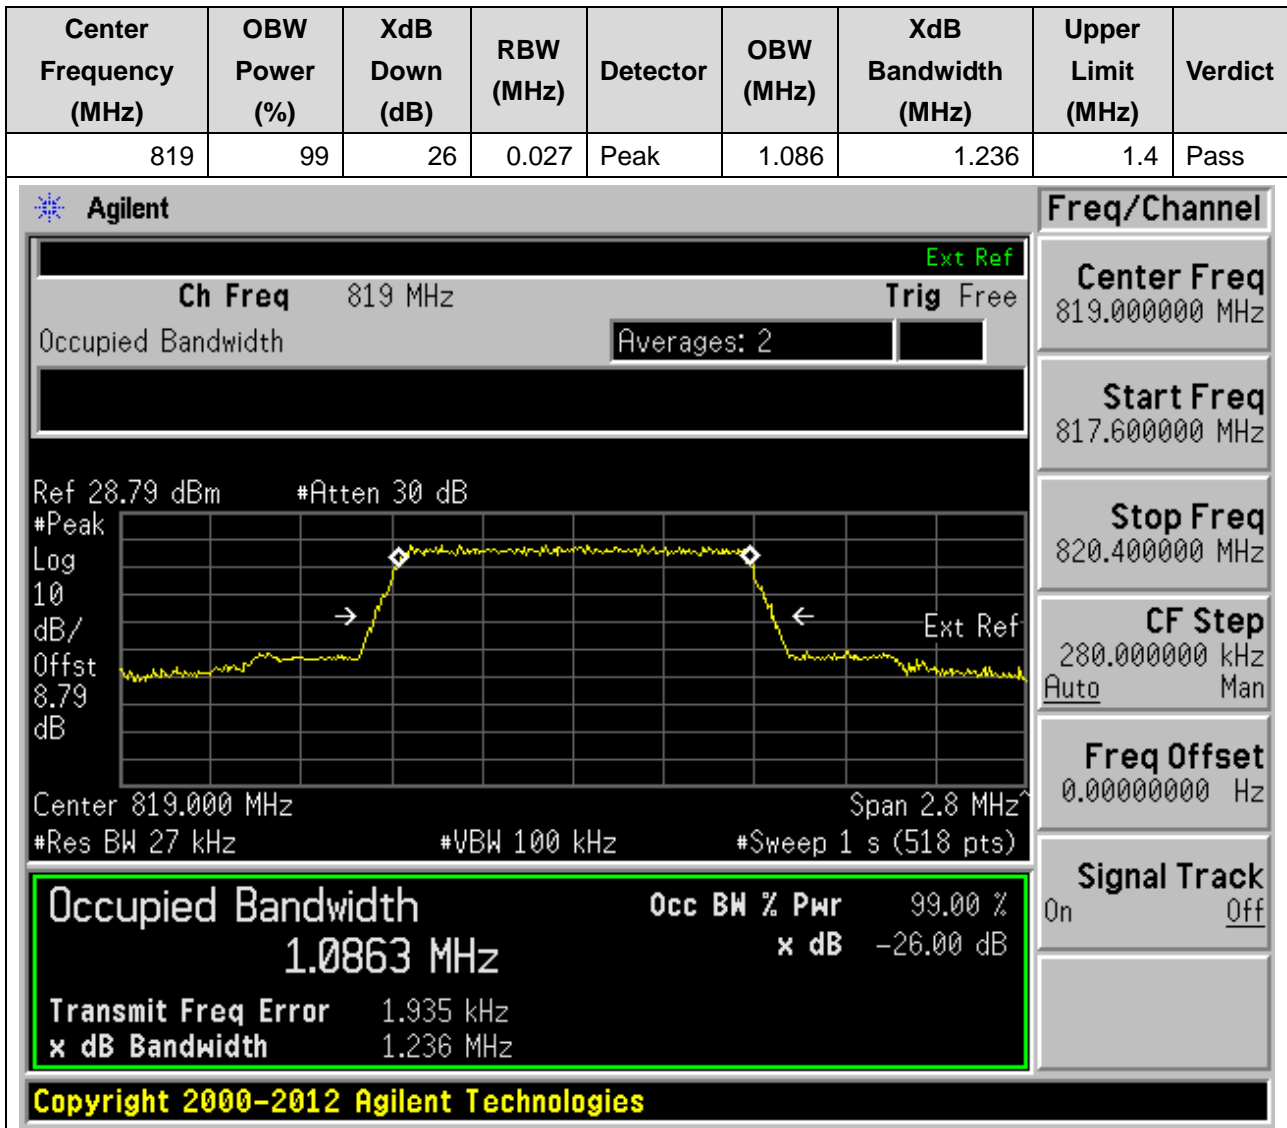 Center Frequency (MHz) OBW Power (%) XdB Down (dB) RBW (MHz) Detector OBW (MHz) XdB Bandwidth (MHz) Upper Limit (MHz) Verdict
819 99 26 0.027 Peak 1.086 1.236 1.4 Pass
Agilent
Freq/Channel
Ext Ref
Ch Freq 819 MHz Trig Free
Occupied Bandwidth Averages: 2
Center Freq
819.000000 MHz
Start Freq
817.600000 MHz
Stop Freq
820.400000 MHz
CF Step
280.000000 kHz
Auto Man
Freq Offset
0.00000000 Hz
Signal Track
On Off
Ref 28.79 dBm #Atten 30 dB
#Peak
Log
10
dB/
Offst
8.79
dB
Ext Ref
Center 819.000 MHz Span 2.8 MHz^
#Res BW 27 kHz #VBW 100 kHz #Sweep 1 s (518 pts)
Occupied Bandwidth
1.0863 MHz
Occ BW % Pwr 99.00 %
x dB -26.00 dB
Transmit Freq Error 1.935 kHz
x dB Bandwidth 1.236 MHz
Copyright 2000-2012 Agilent Technologies